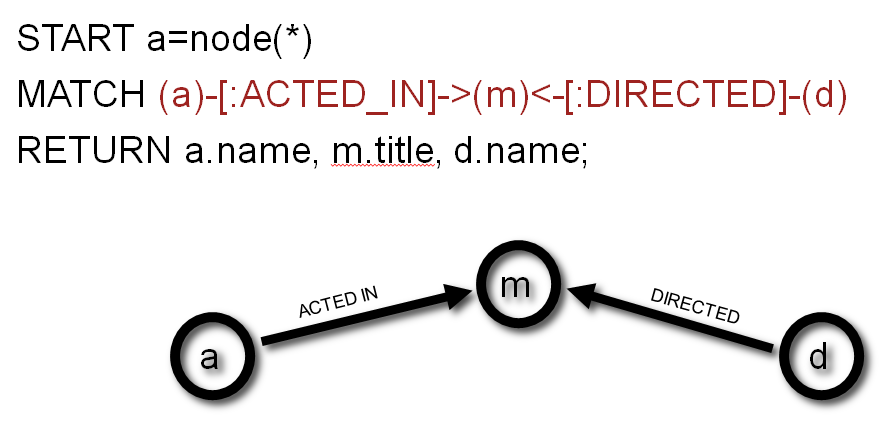 START a=node(*)
MATCH (a)-[:ACTED_IN]->(m)<-[:DIRECTED]-(d)
RETURN a.name, m.title, d.name;
m
ACTED IN
DIRECTED
a
d